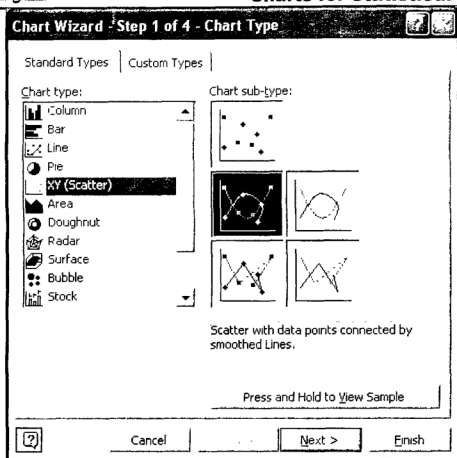 Chart Wizard - Step 1 of 4 - Chart Type
Standard Types
Custom Types
Chart type:
Column
Bar
Line
Pie
XY (Scatter)
Area
Doughnut
Radar
Surface
Bubble
Stock
Chart sub-type:
Scatter with data points connected by
smoothed Lines.
Press and Hold to View Sample
Cancel
Next >
Finish